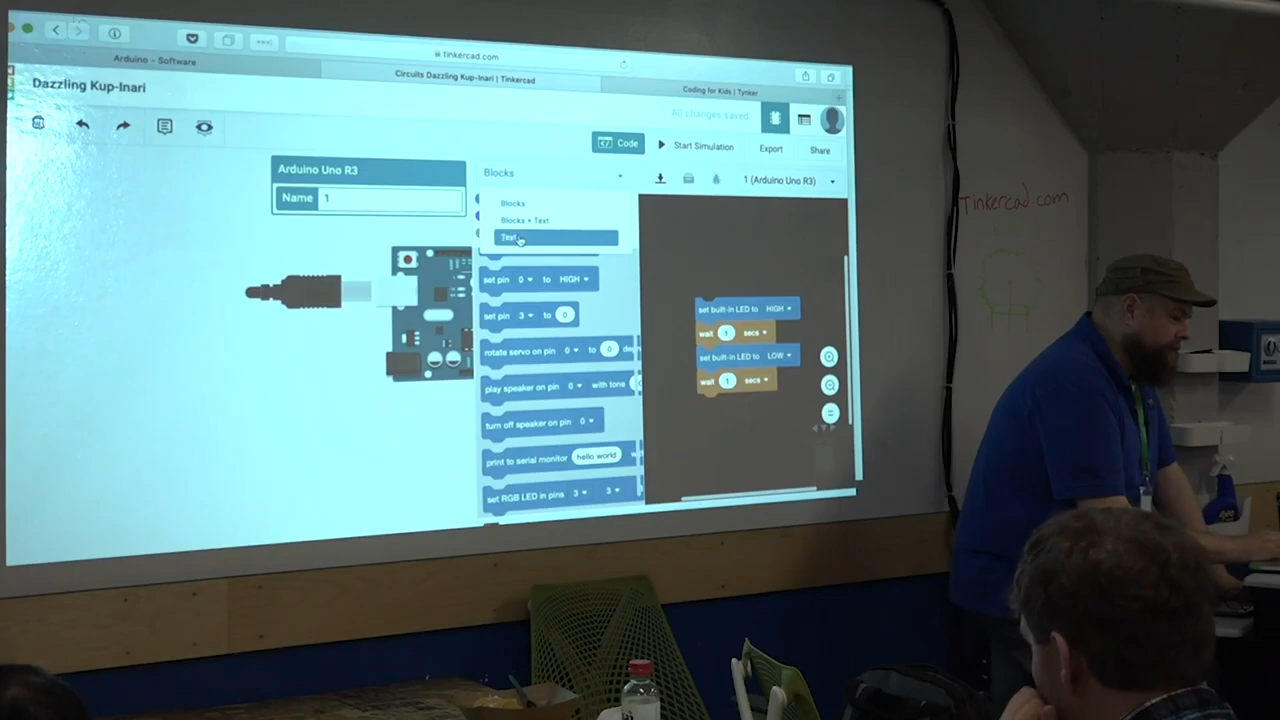 tinkercad.com
Arduino - Software
Circuits Dazzling Kup-Inari | Tinkercad
Coding for Kids | Tynker
Dazzling Kup-Inari
All changes saved
Code
Start Simulation
Export
Share
Arduino Uno R3
Name 1
Blocks
1 (Arduino Uno R3)
Blocks
Blocks + Text
Text
set pin 0 to HIGH
set pin 3 to 0
rotate servo on pin 0 to 0
play speaker on pin 0 with tone
turn off speaker on pin 0
print to serial monitor hello world
set RGB LED in pins 3 3
set built-in LED to HIGH
wait 1 secs
set built-in LED to LOW
wait 1 secs
Tinkercad.com